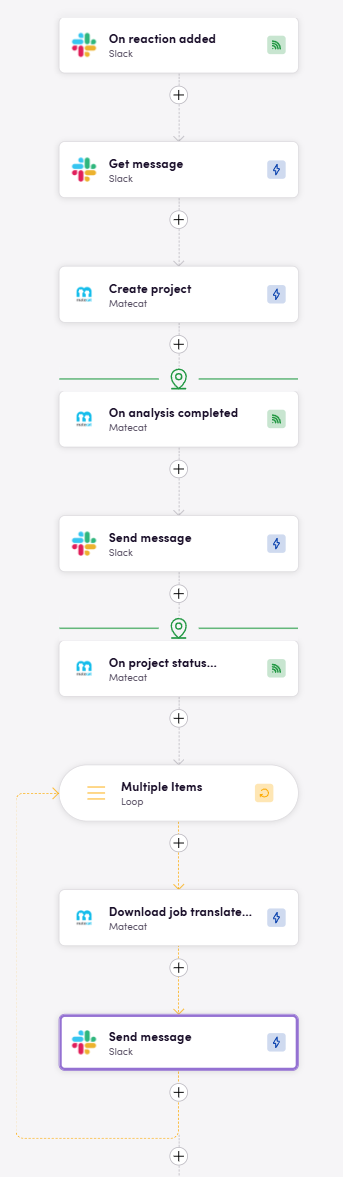 On reaction added
Slack
Get message
Slack
Create project
Matecat
On analysis completed
Matecat
Send message
Slack
On project status...
Matecat
Multiple Items
Loop
Download job translate...
Matecat
Send message
Slack